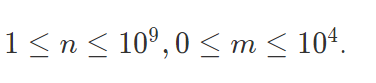 1 ≤ n ≤ 10⁹, 0 ≤ m ≤ 10⁴.